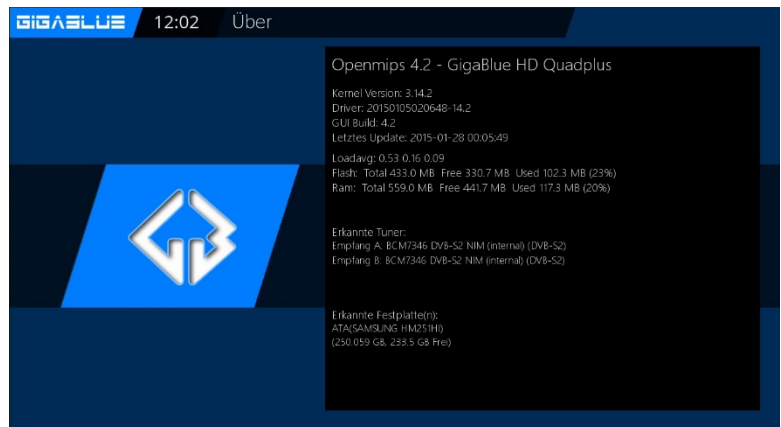 GIGABLUE 12:02 Über
Openmips 4.2 - GigaBlue HD Quadplus
Kernel Version: 3.14.2
Driver: 20150105020648-14.2
GUI Build: 4.2
Letztes Update: 2015-01-28 00:05:49
Loadavg: 0.53 0.16 0.09
Flash: Total 433.0 MB Free 330.7 MB Used 102.3 MB (23%)
Ram: Total 559.0 MB Free 441.7 MB Used 117.3 MB (20%)
Erkannte Tuner:
Empfang A: BCM7346 DVB-S2 NIM (internal) (DVB-S2)
Empfang B: BCM7346 DVB-S2 NIM (internal) (DVB-S2)
GB
Erkannte Festplatte(n):
ATA(SAMSUNG HM251HI)
(250.059 GB, 233.5 GB Frei)